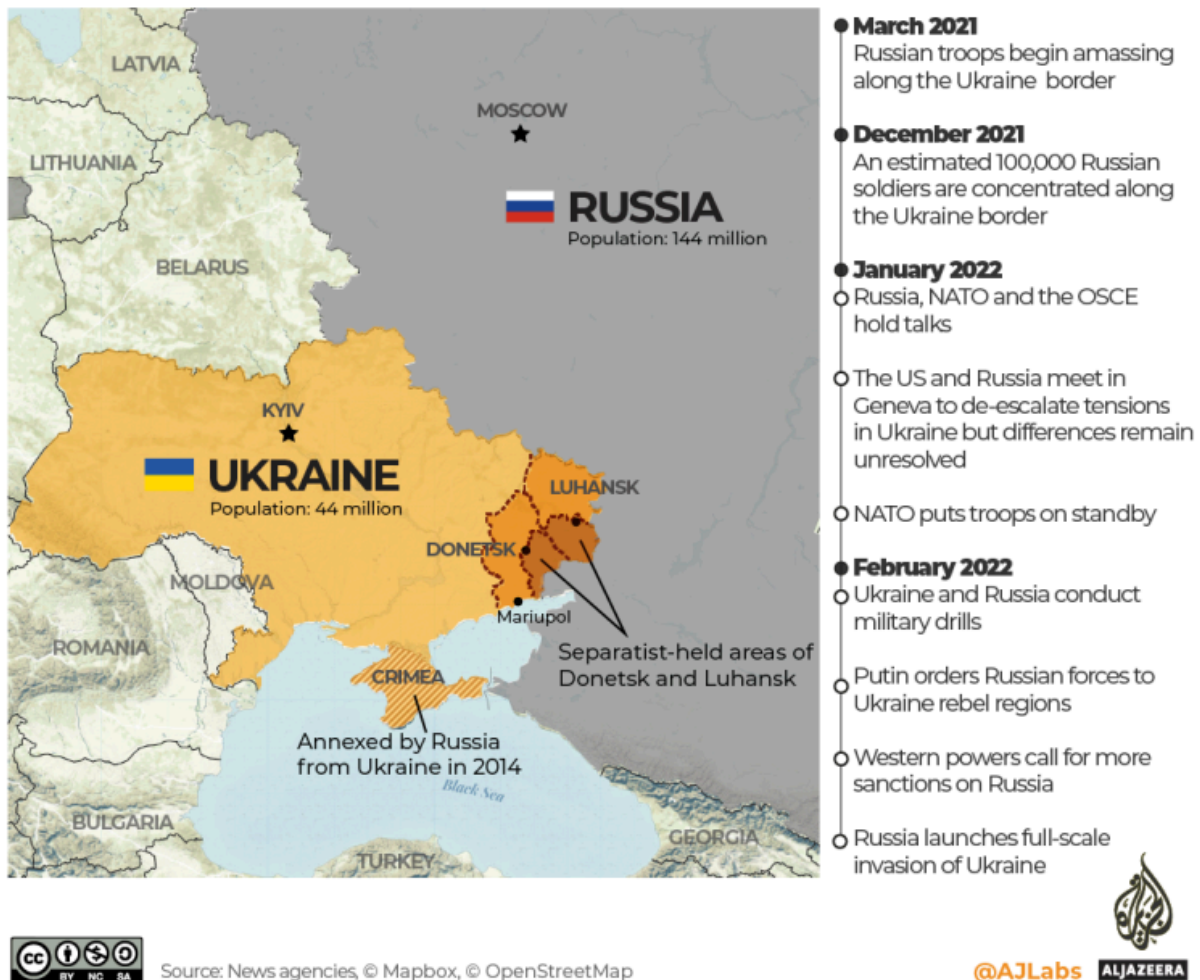 LATVIA
LITHUANIA
BELARUS
MOSCOW
RUSSIA
Population: 144 million
KYIV
UKRAINE
Population: 44 million
LUHANSK
DONETSK
Mariupol
MOLDOVA
ROMANIA
CRIMEA
Separatist-held areas of
Donetsk and Luhansk
Annexed by Russia
from Ukraine in 2014
Black Sea
BULGARIA
TURKEY
GEORGIA
March 2021
Russian troops begin amassing
along the Ukraine border
December 2021
An estimated 100,000 Russian
soldiers are concentrated along
the Ukraine border
January 2022
Russia, NATO and the OSCE
hold talks
The US and Russia meet in
Geneva to de-escalate tensions
in Ukraine but differences remain
unresolved
NATO puts troops on standby
February 2022
Ukraine and Russia conduct
military drills
Putin orders Russian forces to
Ukraine rebel regions
Western powers call for more
sanctions on Russia
Russia launches full-scale
invasion of Ukraine
cc
BY NC SA
Source: News agencies, © Mapbox, © OpenStreetMap
@AJLabs
ALJAZEERA